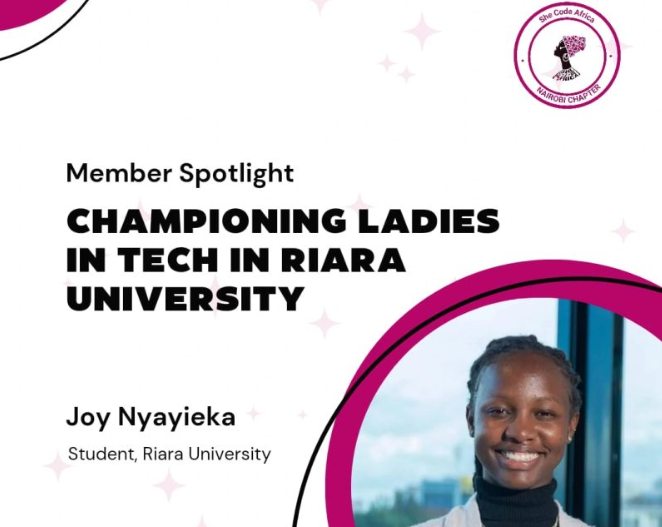 She Code Africa
NAIROBI CHAPTER
Member Spotlight
CHAMPIONING LADIES
IN TECH IN RIARA
UNIVERSITY
Joy Nyayieka
Student, Riara University